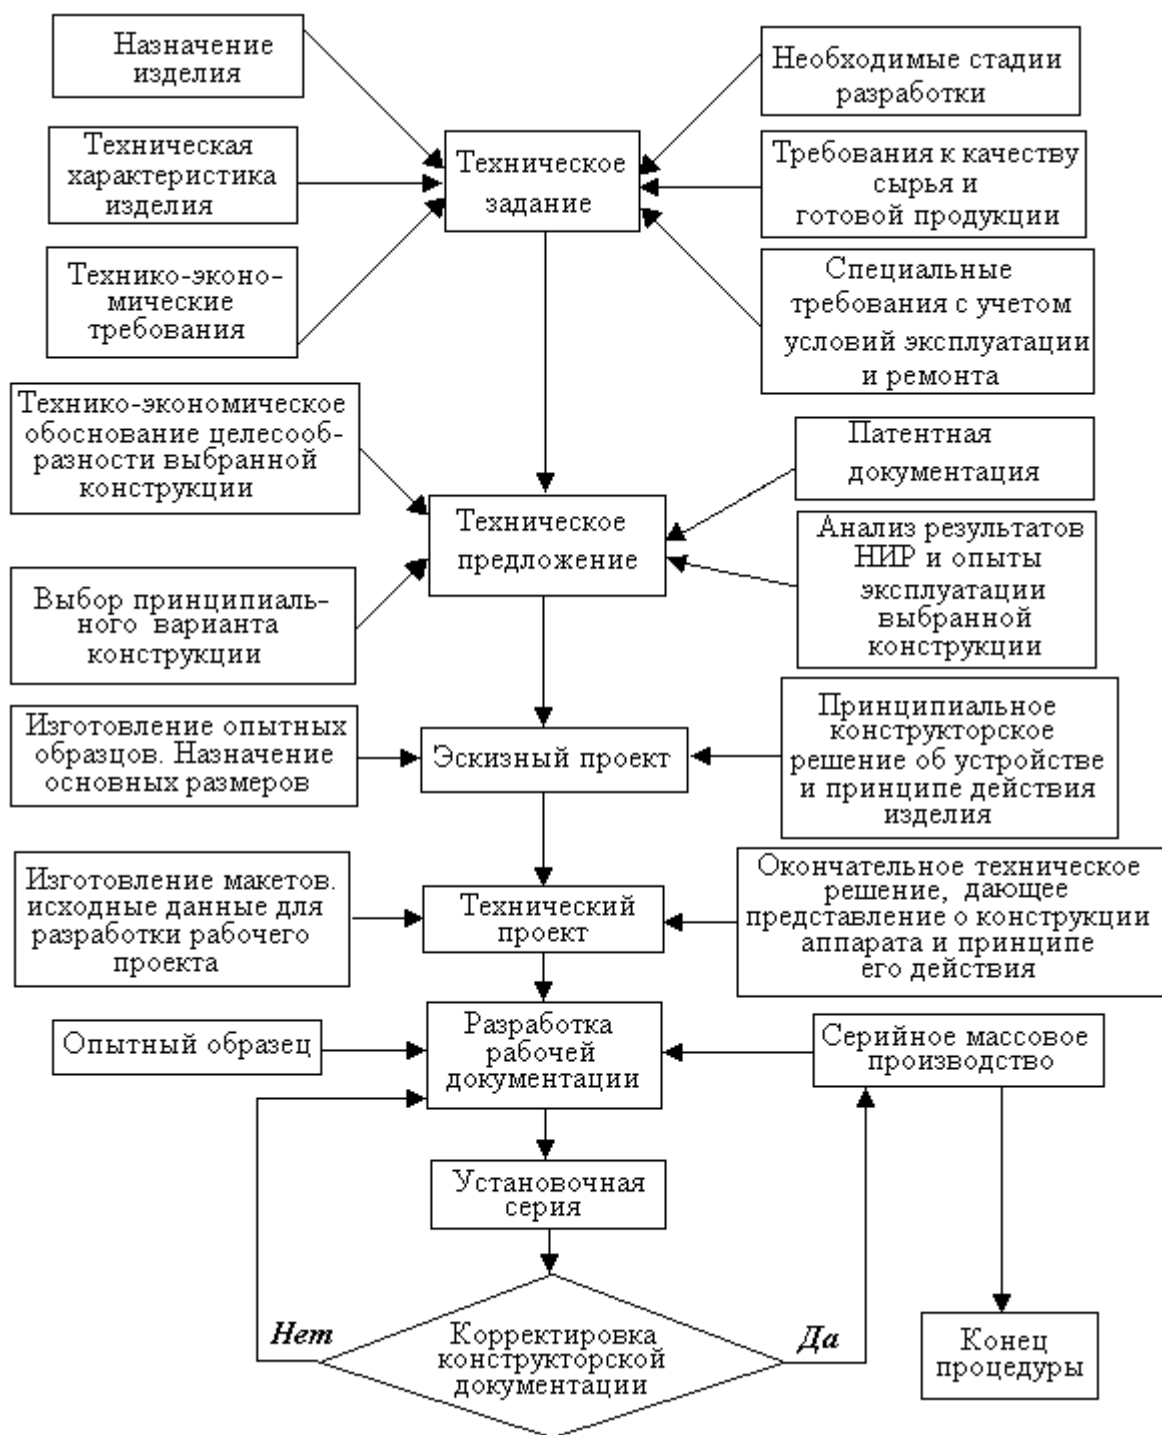 Назначение
изделия
Необходимые стадии
разработки
Техническая
характеристика
изделия
Техническое
задание
Требования к качеству
сырья и
готовой продукции
Технико-эконо-
мические
требования
Специальные
требования с учетом
условий эксплуатации
и ремонта
Технико-экономическое
обоснование целесооб-
разности выбранной
конструкции
Патентная
документация
Техническое
предложение
Анализ результатов
НИР и опыты
эксплуатации
выбранной
конструкции
Выбор принципиаль-
ного варианта
конструкции
Изготовление опытных
образцов. Назначение
основных размеров
Эскизный проект
Принципиальное
конструкторское
решение об устройстве
и принципе действия
изделия
Изготовление макетов.
исходные данные для
разработки рабочего
проекта
Технический
проект
Окончательное техническое
решение, дающее
представление о конструкции
аппарата и принципе
его действия
Опытный образец
Разработка
рабочей
документации
Серийное массовое
производство
Установочная
серия
Нет
Корректировка
конструкторской
документации
Да
Конец
процедуры